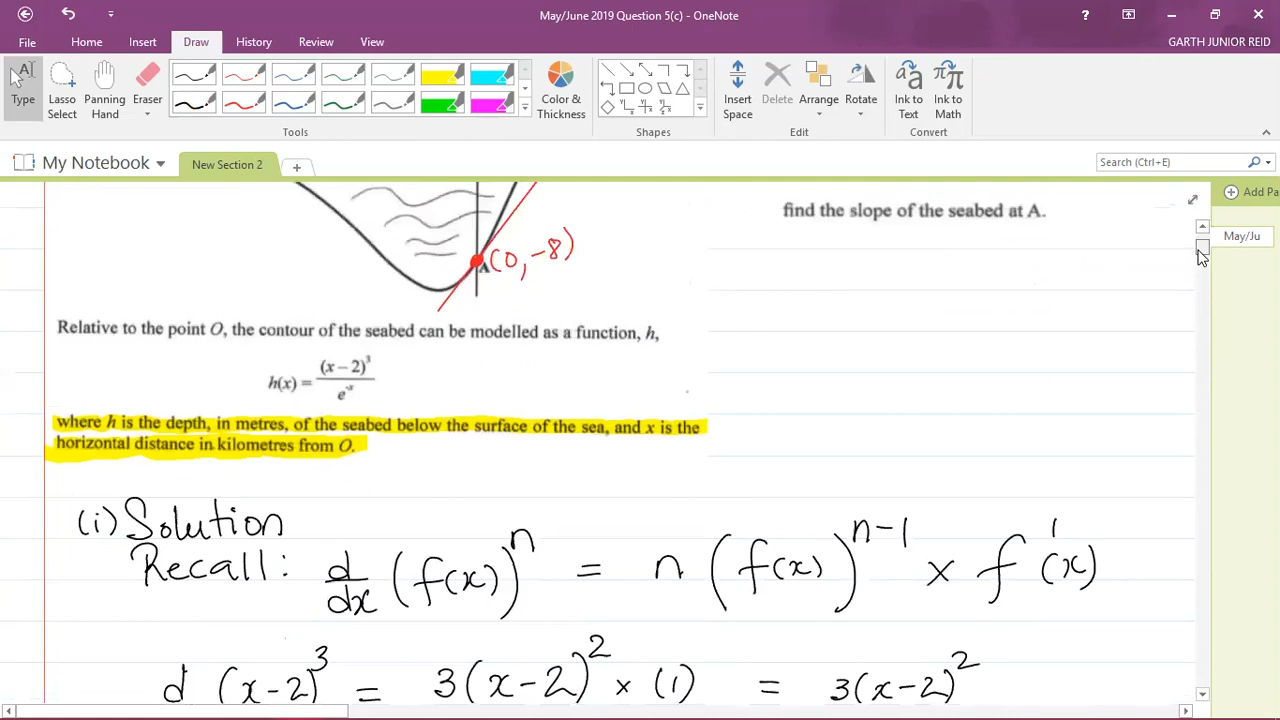 May/June 2019 Question 5(c) - OneNote
File Home Insert Draw History Review View GARTH JUNIOR REID
Type Lasso Select Panning Hand Eraser Color & Thickness Insert Space Delete Arrange Rotate Ink to Text Ink to Math
Tools Shapes Edit Convert
My Notebook New Section 2 Search (Ctrl+E)
Add Pa
May/Ju
find the slope of the seabed at A.
A (0, -8)
Relative to the point O, the contour of the seabed can be modelled as a function, h,
h(x) = (x – 2)³ / e⁻ˣ
where h is the depth, in metres, of the seabed below the surface of the sea, and x is the
horizontal distance in kilometres from O.
(i) Solution
Recall: d/dx (f(x))ⁿ = n (f(x))ⁿ⁻¹ × f'(x)
d (x-2)³ = 3(x-2)² × (1) = 3(x-2)²